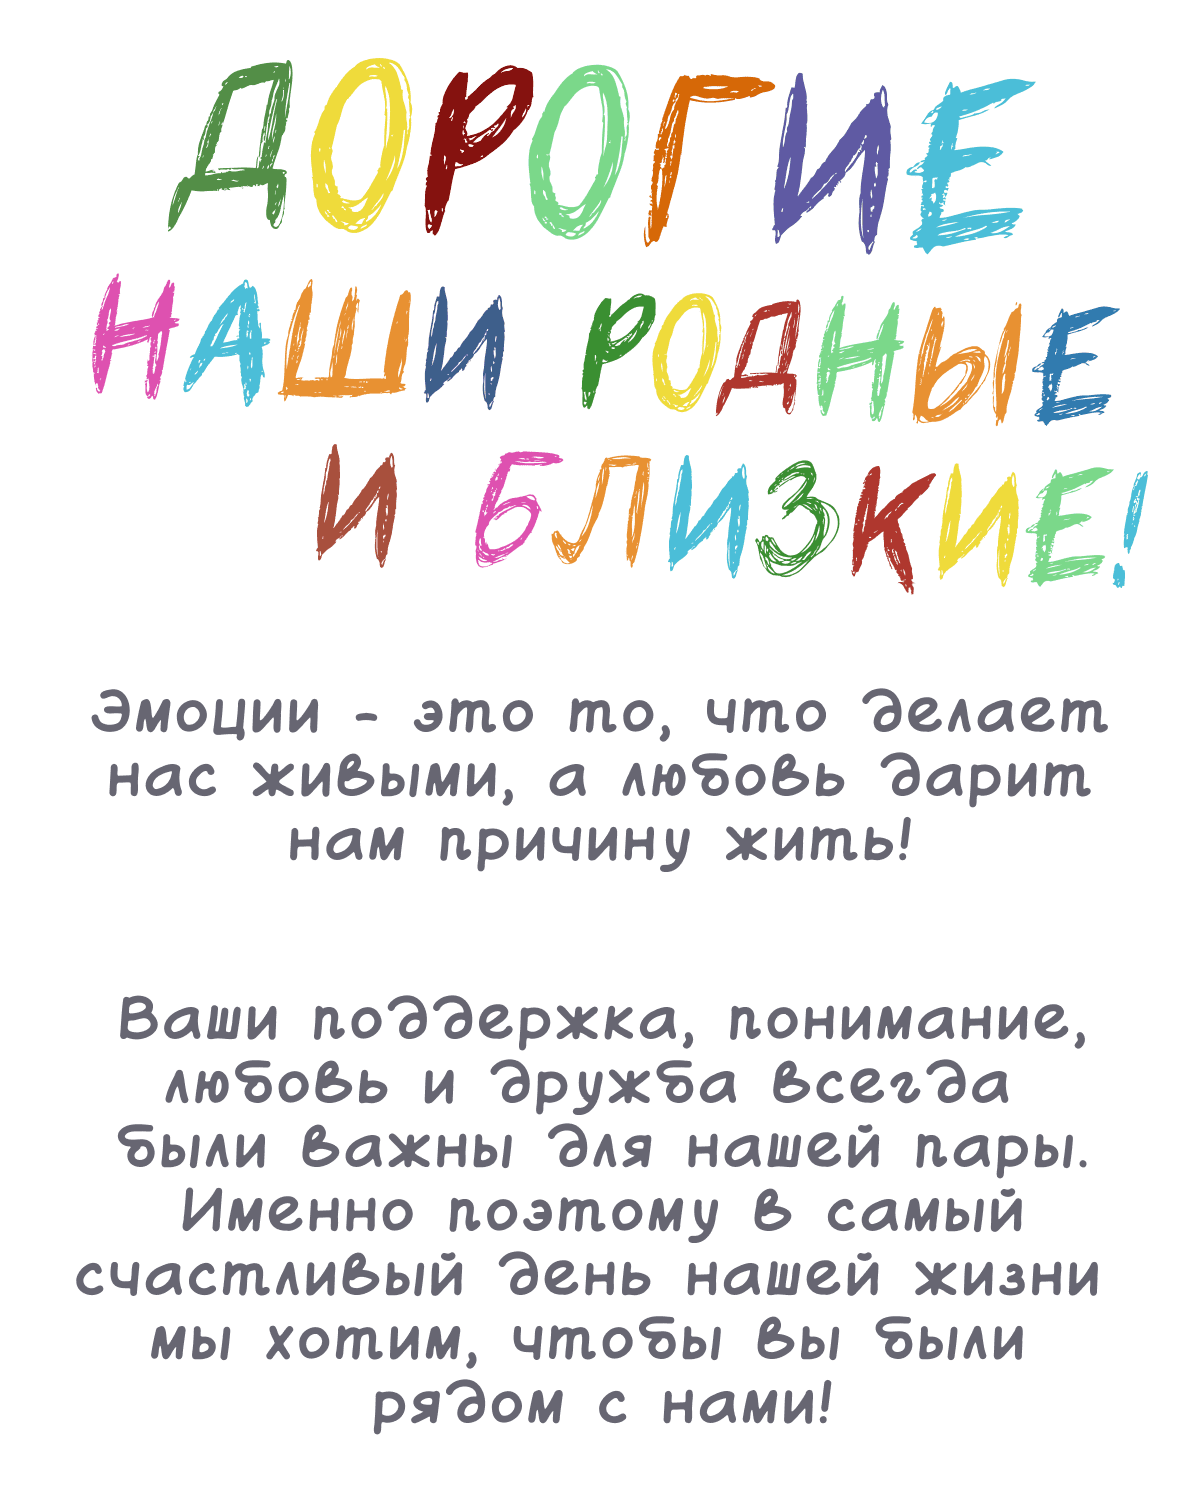 ДОРОГИЕ
НАШИ РОДНЫЕ
И БЛИЗКИЕ!
Эмоции - это то, что делает
нас живыми, а любовь дарит
нам причину жить!
Ваши поддержка, понимание,
любовь и дружба всегда
были важны для нашей пары.
Именно поэтому в самый
счастливый день нашей жизни
мы хотим, чтобы вы были
рядом с нами!